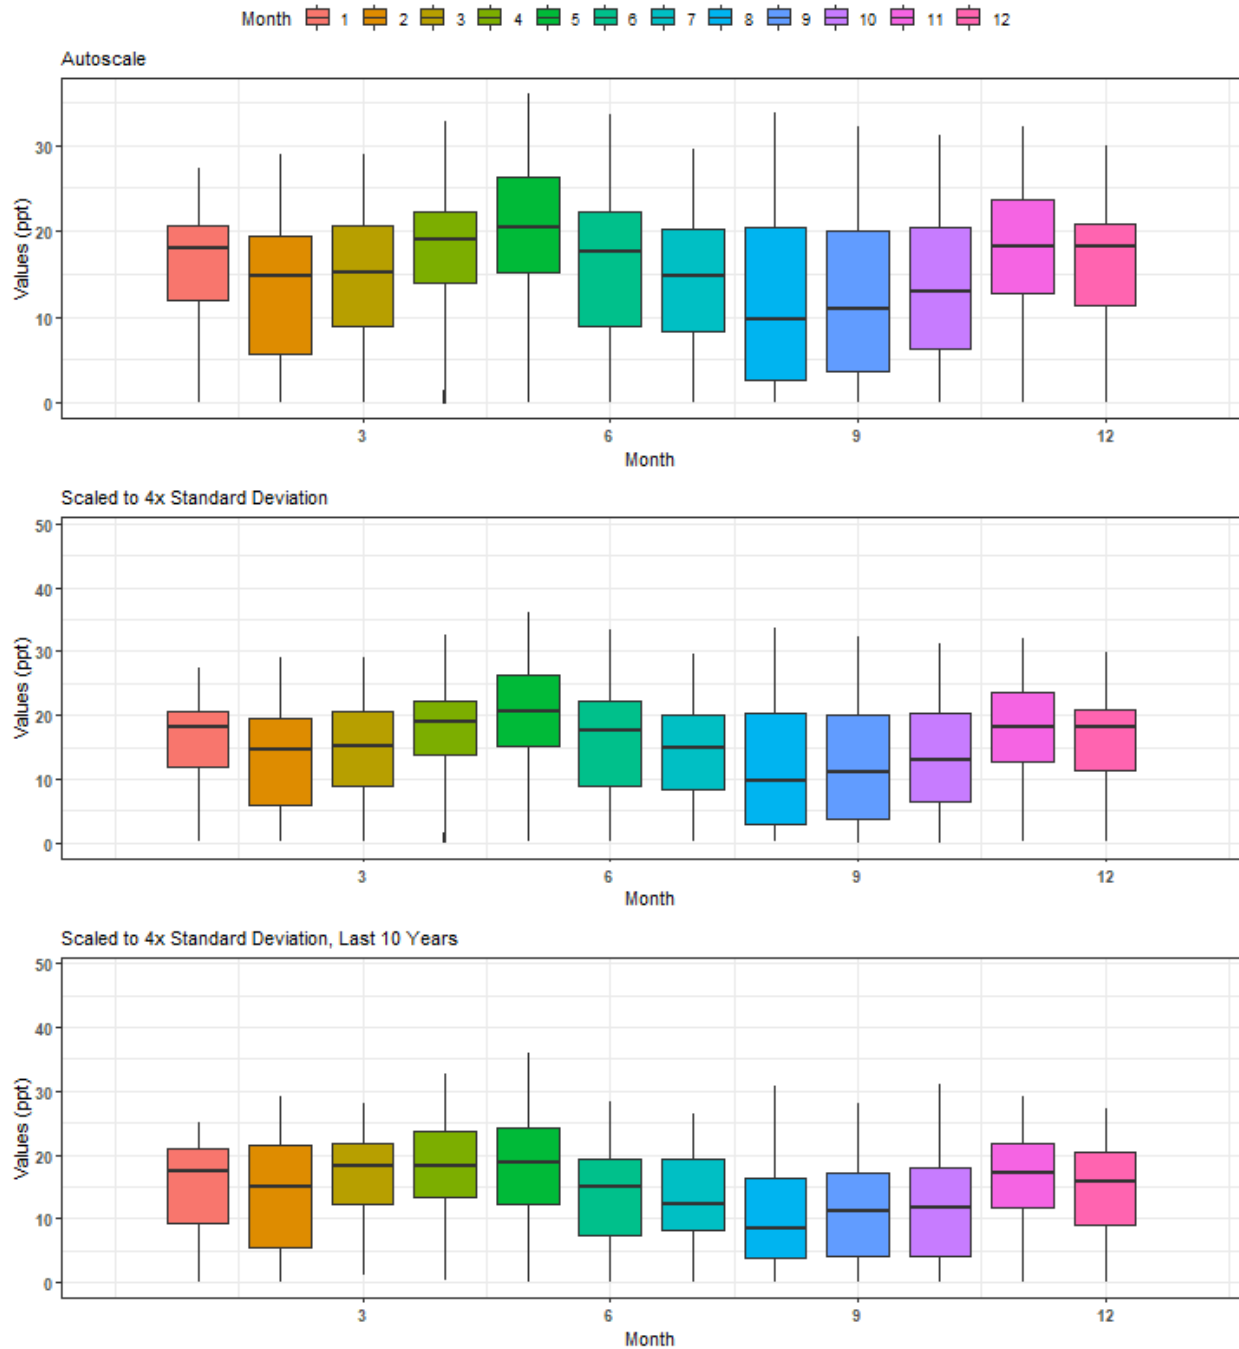 Month 1 2 3 4 5 6 7 8 9 10 11 12
Autoscale
Values (ppt)
30
20
10
0
3 6 9 12
Month
Scaled to 4x Standard Deviation
Values (ppt)
50
40
30
20
10
0
3 6 9 12
Month
Scaled to 4x Standard Deviation, Last 10 Years
Values (ppt)
50
40
30
20
10
0
3 6 9 12
Month